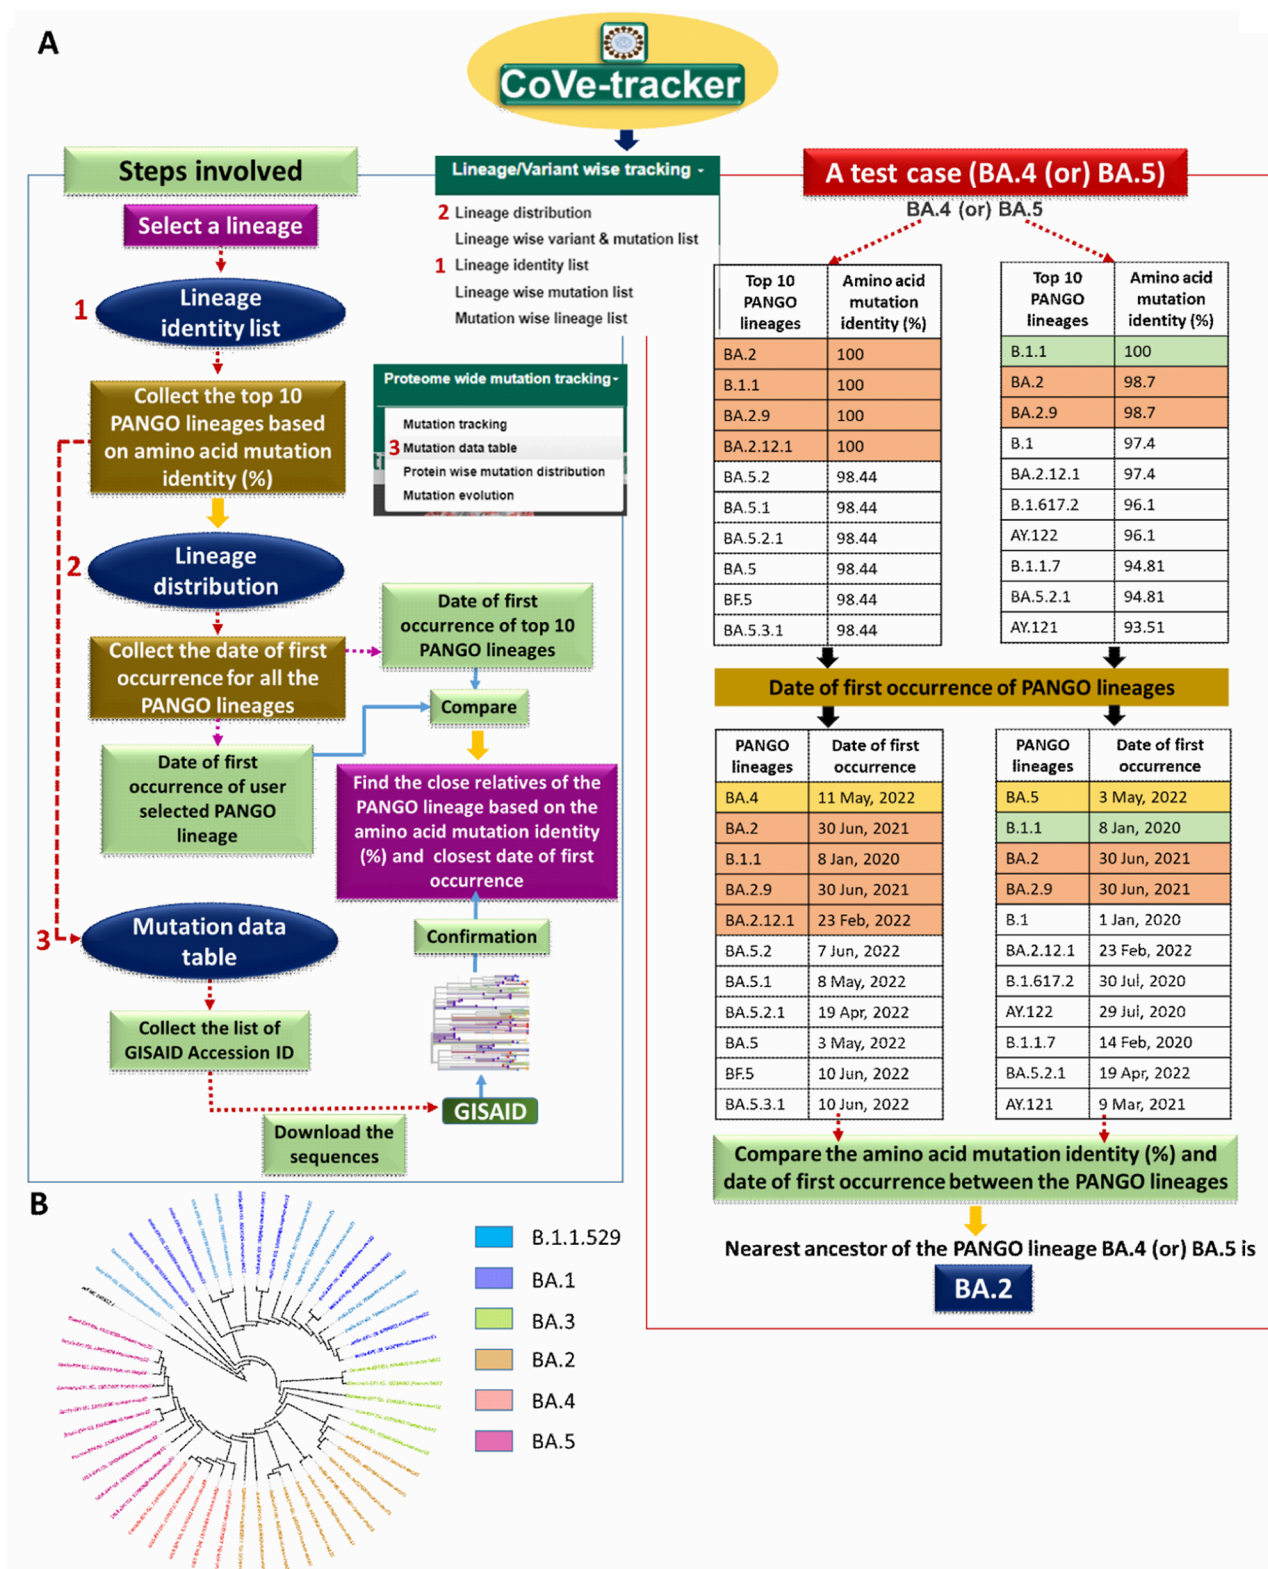 A
CoVe-tracker
Steps involved
Select a lineage
1
Lineage
identity list
Collect the top 10
PANGO lineages based
on amino acid mutation
identity (%)
2
Lineage
distribution
Collect the date of first
occurrence for all the
PANGO lineages
Date of first
occurrence of user
selected PANGO
lineage
Date of first
occurrence of top 10
PANGO lineages
Compare
Find the close relatives of the
PANGO lineage based on the
amino acid mutation identity
(%) and closest date of first
occurrence
Confirmation
3
Mutation data
table
Collect the list of
GISAID Accession ID
GISAID
Download the
sequences
Lineage/Variant wise tracking
2 Lineage distribution
Lineage wise variant & mutation list
1 Lineage identity list
Lineage wise mutation list
Mutation wise lineage list
Proteome wide mutation tracking
Mutation tracking
3 Mutation data table
Protein wise mutation distribution
Mutation evolution
A test case (BA.4 (or) BA.5)
BA.4 (or) BA.5
Top 10
PANGO
lineages
Amino acid
mutation
identity (%)
BA.2 100
B.1.1 100
BA.2.9 100
BA.2.12.1 100
BA.5.2 98.44
BA.5.1 98.44
BA.5.2.1 98.44
BA.5 98.44
BF.5 98.44
BA.5.3.1 98.44
Top 10
PANGO
lineages
Amino acid
mutation
identity (%)
B.1.1 100
BA.2 98.7
BA.2.9 98.7
B.1 97.4
BA.2.12.1 97.4
B.1.617.2 96.1
AY.122 96.1
B.1.1.7 94.81
BA.5.2.1 94.81
AY.121 93.51
Date of first occurrence of PANGO lineages
PANGO
lineages
Date of first
occurrence
BA.4 11 May, 2022
BA.2 30 Jun, 2021
B.1.1 8 Jan, 2020
BA.2.9 30 Jun, 2021
BA.2.12.1 23 Feb, 2022
BA.5.2 7 Jun, 2022
BA.5.1 8 May, 2022
BA.5.2.1 19 Apr, 2022
BA.5 3 May, 2022
BF.5 10 Jun, 2022
BA.5.3.1 10 Jun, 2022
PANGO
lineages
Date of first
occurrence
BA.5 3 May, 2022
B.1.1 8 Jan, 2020
BA.2 30 Jun, 2021
BA.2.9 30 Jun, 2021
B.1 1 Jan, 2020
BA.2.12.1 23 Feb, 2022
B.1.617.2 30 Jul, 2020
AY.122 29 Jul, 2020
B.1.1.7 14 Feb, 2020
BA.5.2.1 19 Apr, 2022
AY.121 9 Mar, 2021
Compare the amino acid mutation identity (%) and
date of first occurrence between the PANGO lineages
Nearest ancestor of the PANGO lineage BA.4 (or) BA.5 is
BA.2
B
B.1.1.529
BA.1
BA.3
BA.2
BA.4
BA.5